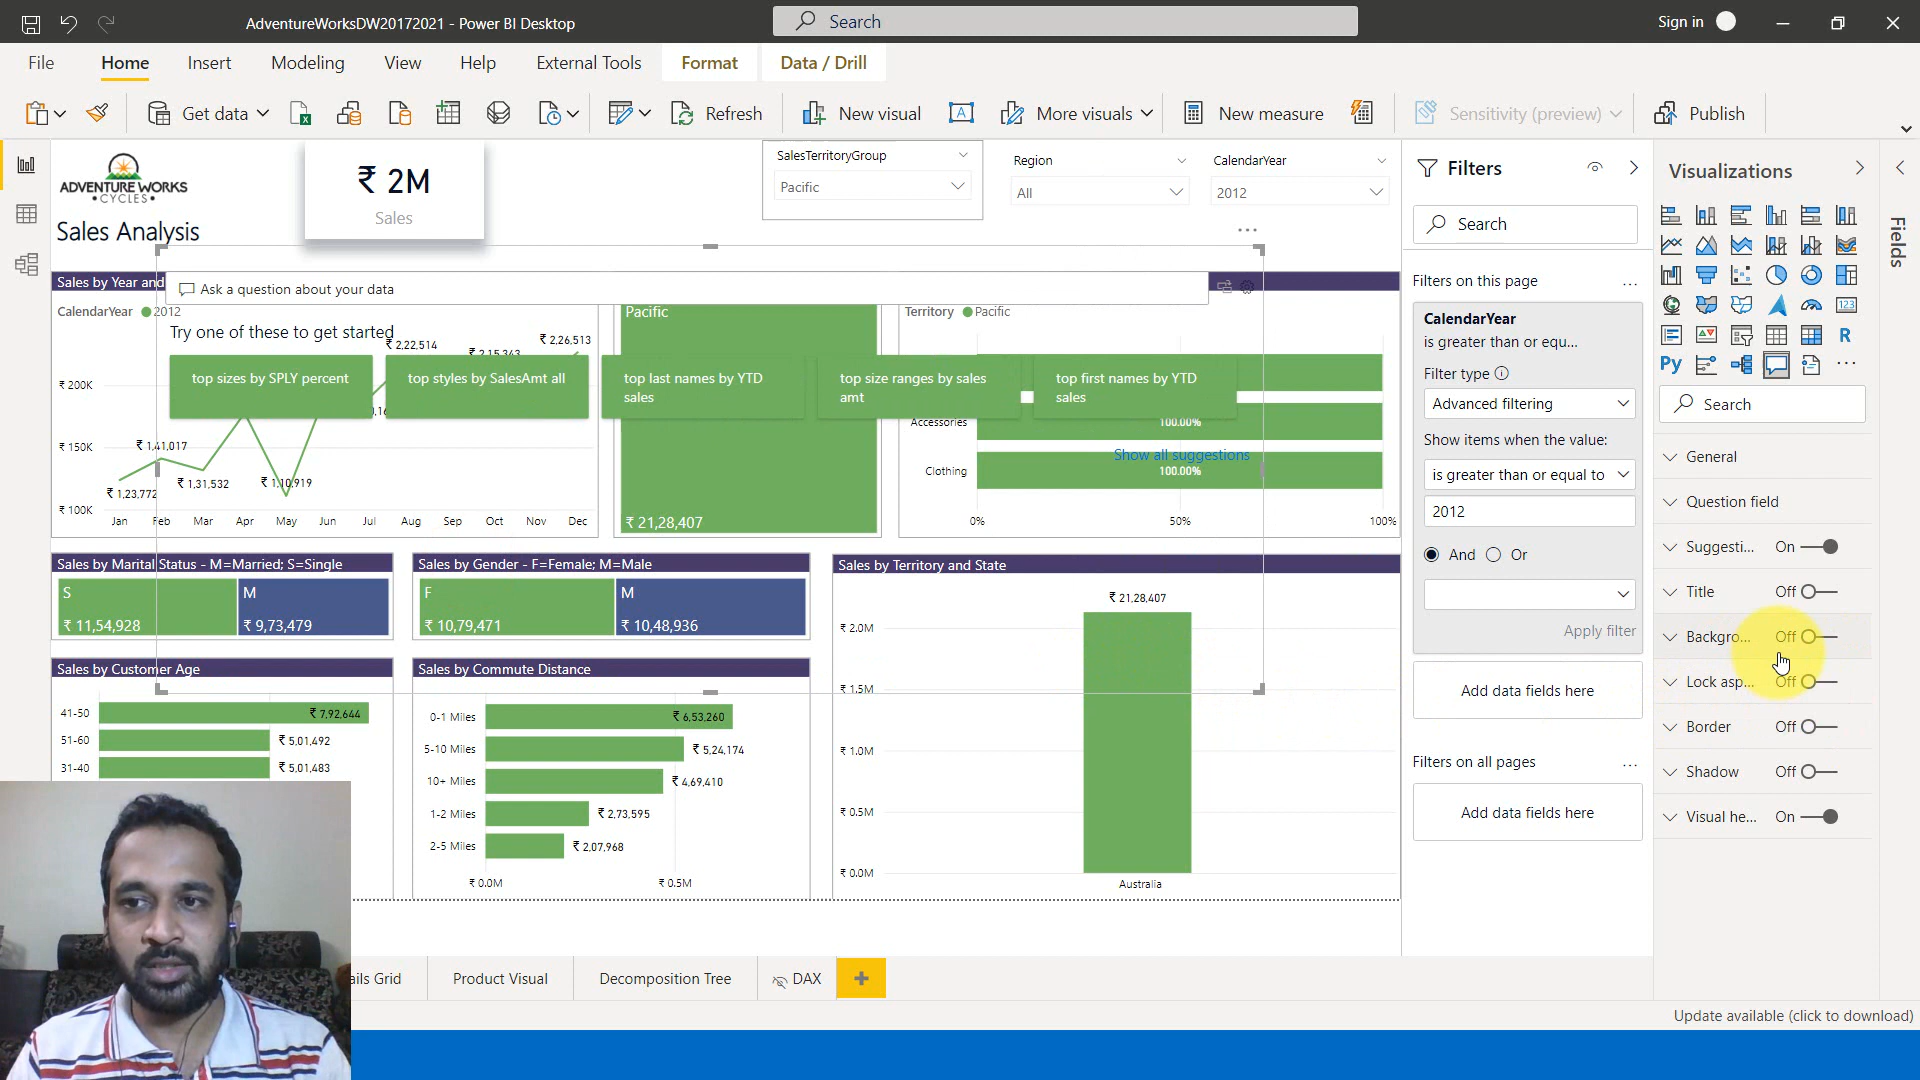 AdventureWorksDW20172021 - Power BI Desktop
Search
Sign in
File
Home
Insert
Modeling
View
Help
External Tools
Format
Data / Drill
Get data
Refresh
New visual
More visuals
New measure
Sensitivity (preview)
Publish
ADVENTURE WORKS
CYCLES
Sales Analysis
₹ 2M
Sales
SalesTerritoryGroup
Pacific
Region
All
CalendarYear
2012
Sales by Year and
Ask a question about your data
CalendarYear 2012
Try one of these to get started
₹ 2,22,514
₹ 2,15,343
₹ 2,26,513
top sizes by SPLY percent
top styles by SalesAmt all
top last names by YTD sales
top size ranges by sales amt
top first names by YTD sales
Show all suggestions
₹ 200K
₹ 150K
₹ 100K
₹ 1,23,772
₹ 1,41,017
₹ 1,31,532
₹ 1,10,919
Jan Feb Mar Apr May Jun Jul Aug Sep Oct Nov Dec
Pacific
₹ 21,28,407
Territory Pacific
Accessories
100.00%
Clothing
100.00%
0% 50% 100%
Sales by Marital Status - M=Married; S=Single
S
₹ 11,54,928
M
₹ 9,73,479
Sales by Gender - F=Female; M=Male
F
₹ 10,79,471
M
₹ 10,48,936
Sales by Territory and State
₹ 21,28,407
₹ 2.0M
₹ 1.5M
₹ 1.0M
₹ 0.5M
₹ 0.0M
Australia
Sales by Customer Age
41-50 ₹ 7,92,644
51-60 ₹ 5,01,492
31-40 ₹ 5,01,483
Sales by Commute Distance
0-1 Miles ₹ 6,53,260
5-10 Miles ₹ 5,24,174
10+ Miles ₹ 4,69,410
1-2 Miles ₹ 2,73,595
2-5 Miles ₹ 2,07,968
₹ 0.0M ₹ 0.5M
Filters
Search
Filters on this page
...
CalendarYear
is greater than or equ...
Filter type
Advanced filtering
Show items when the value:
is greater than or equal to
2012
And Or
Apply filter
Add data fields here
Filters on all pages
...
Add data fields here
Visualizations
R
Py
...
Search
General
Question field
Suggesti... On
Title Off
Backgro... Off
Lock asp... Off
Border Off
Shadow Off
Visual he... On
Fields
ails Grid
Product Visual
Decomposition Tree
DAX
+
Update available (click to download)